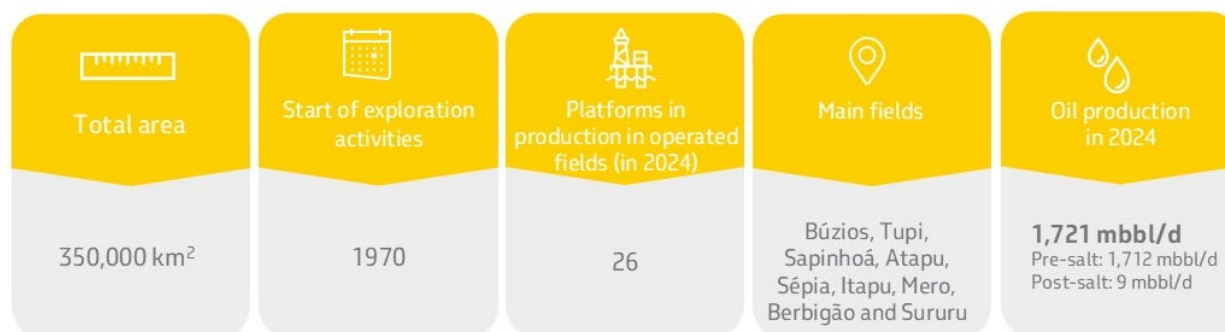 Total area
350,000 km²
Start of exploration
activities
1970
Platforms in
production in operated
fields (in 2024)
26
Main fields
Búzios, Tupi,
Sapinhoá, Atapu,
Sépia, Itapu, Mero,
Berbigão and Sururu
Oil production
in 2024
1,721 mbbl/d
Pre-salt: 1,712 mbbl/d
Post-salt: 9 mbbl/d